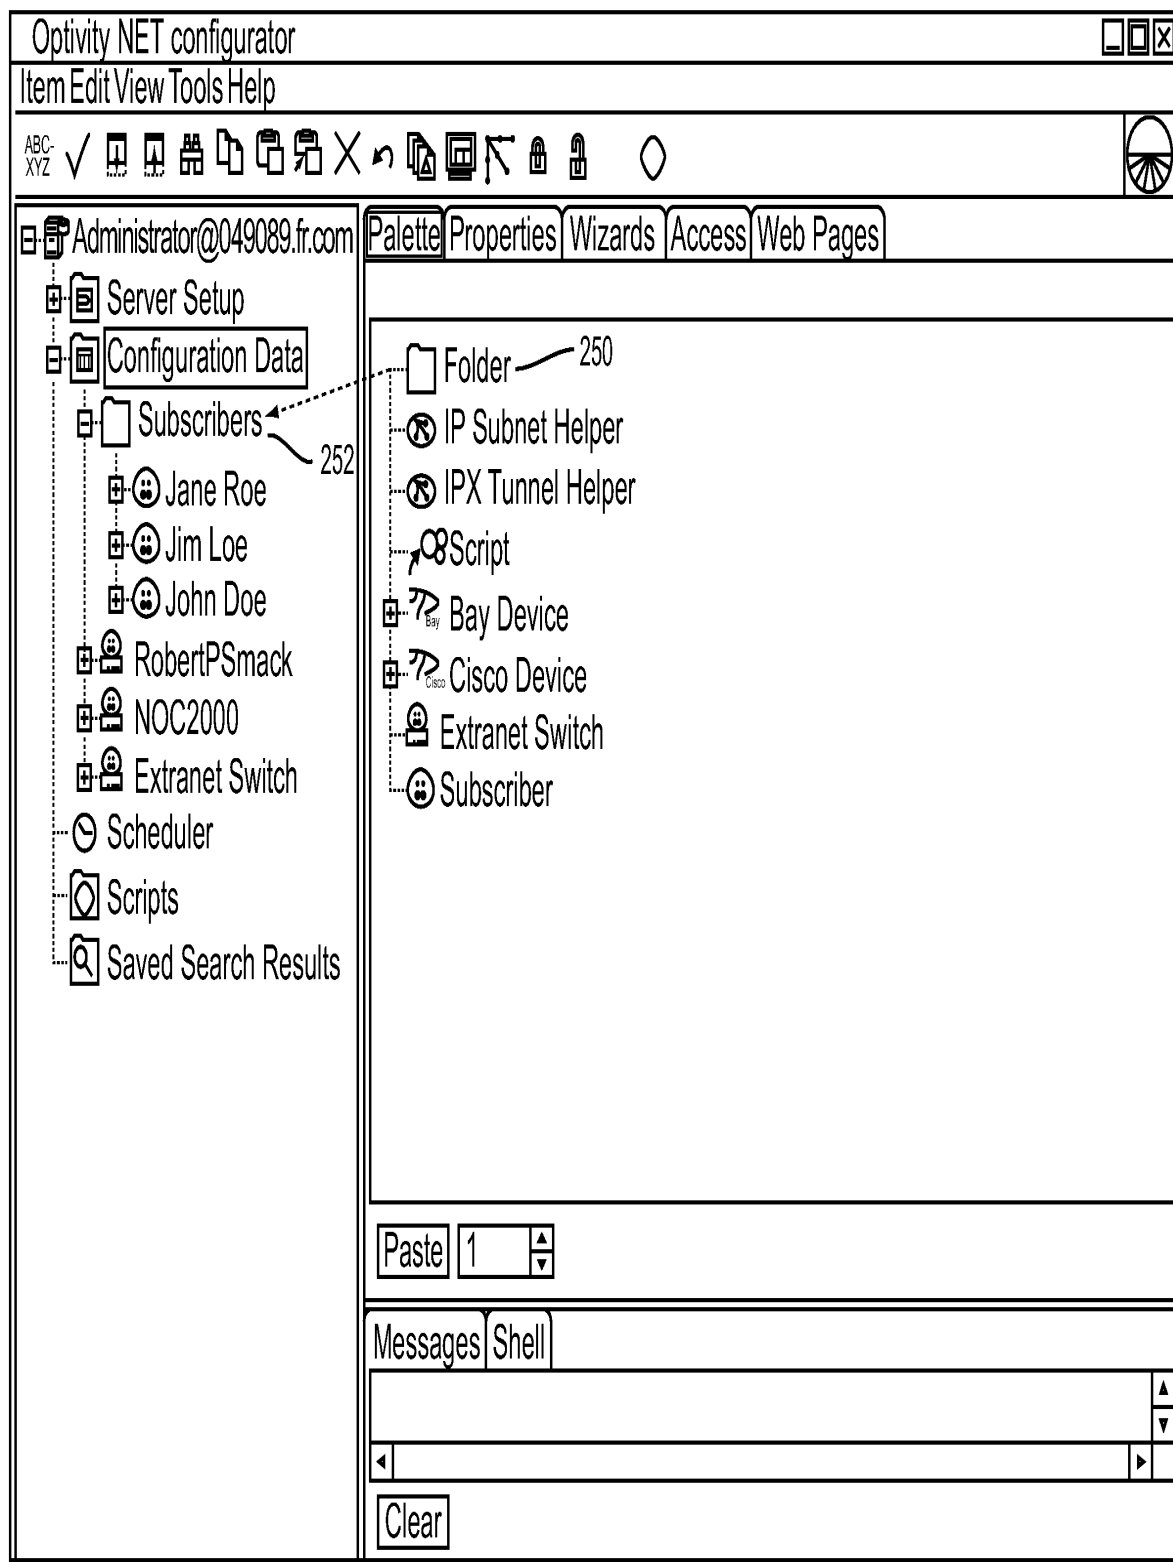 Optivity NET configurator
Item Edit View Tools Help
ABC-
XYZ
Administrator@049089.fr.com
Server Setup
Configuration Data
Subscribers
252
Jane Roe
Jim Loe
John Doe
RobertPSmack
NOC2000
Extranet Switch
Scheduler
Scripts
Saved Search Results
Palette Properties Wizards Access Web Pages
Folder 250
IP Subnet Helper
IPX Tunnel Helper
Script
Bay Bay Device
Cisco Cisco Device
Extranet Switch
Subscriber
Paste 1
Messages Shell
Clear